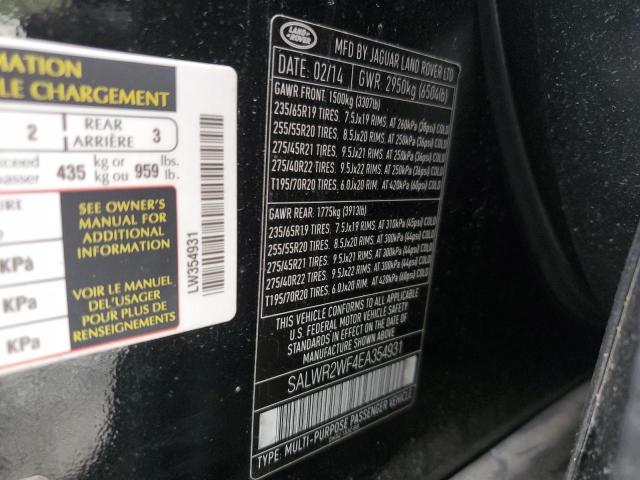 RMATION
LE CHARGEMENT
2 REAR ARRIÈRE 3
435 kg or kg ou 959 lbs.
SEE OWNER'S
MANUAL FOR
ADDITIONAL
INFORMATION
VOIR LE MANUEL
DEL'USAGER
POUR PLUS DE
RENSEIGNEMENTS
KPa
KPa
KPa
LW354931
LAND ROVER
MFD BY JAGUAR LAND ROVER LTD
DATE: 02/14 GWR: 2950kg (6504lb)
GAWR FRONT: 1500kg (3307lb)
235/65R19 TIRES, 7.5Jx19 RIMS, AT 260kPa (38psi) COLD
255/55R20 TIRES, 8.5Jx20 RIMS, AT 250kPa (36psi) COLD
275/45R21 TIRES, 9.5Jx21 RIMS, AT 250kPa (36psi) COLD
275/40R22 TIRES, 9.5Jx22 RIMS, AT 250kPa (36psi) COLD
T195/70R20 TIRES, 6.0Jx20 RIM, AT 420kPa (60psi) COLD
GAWR REAR: 1775kg (3913lb)
235/65R19 TIRES, 7.5Jx19 RIMS, AT 310kPa (45psi) COLD
255/55R20 TIRES, 8.5Jx20 RIMS, AT 300kPa (44psi) COLD
275/45R21 TIRES, 9.5Jx21 RIMS, AT 300kPa (44psi) COLD
275/40R22 TIRES, 9.5Jx22 RIMS, AT 300kPa (44psi) COLD
T195/70R20 TIRES, 6.0Jx20 RIM, AT 420kPa (60psi) COLD
THIS VEHICLE CONFORMS TO ALL APPLICABLE
U.S. FEDERAL MOTOR VEHICLE SAFETY
STANDARDS IN EFFECT ON THE DATE OF
MANUFACTURE SHOWN ABOVE.
SALWR2WF4EA354931
TYPE: MULTI-PURPOSE PASSENGER VEHICLE